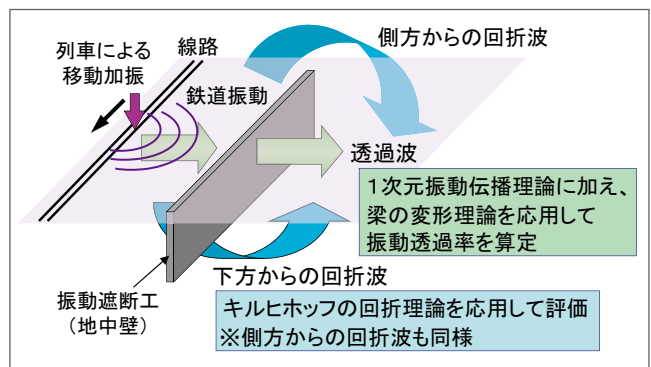 列車による
移動加振
線路
鉄道振動
側方からの回折波
透過波
1次元振動伝播理論に加え、
梁の変形理論を応用して
振動透過率を算定
下方からの回折波
キルヒホッフの回折理論を応用して評価
※側方からの回折波も同様
振動遮断工
（地中壁）